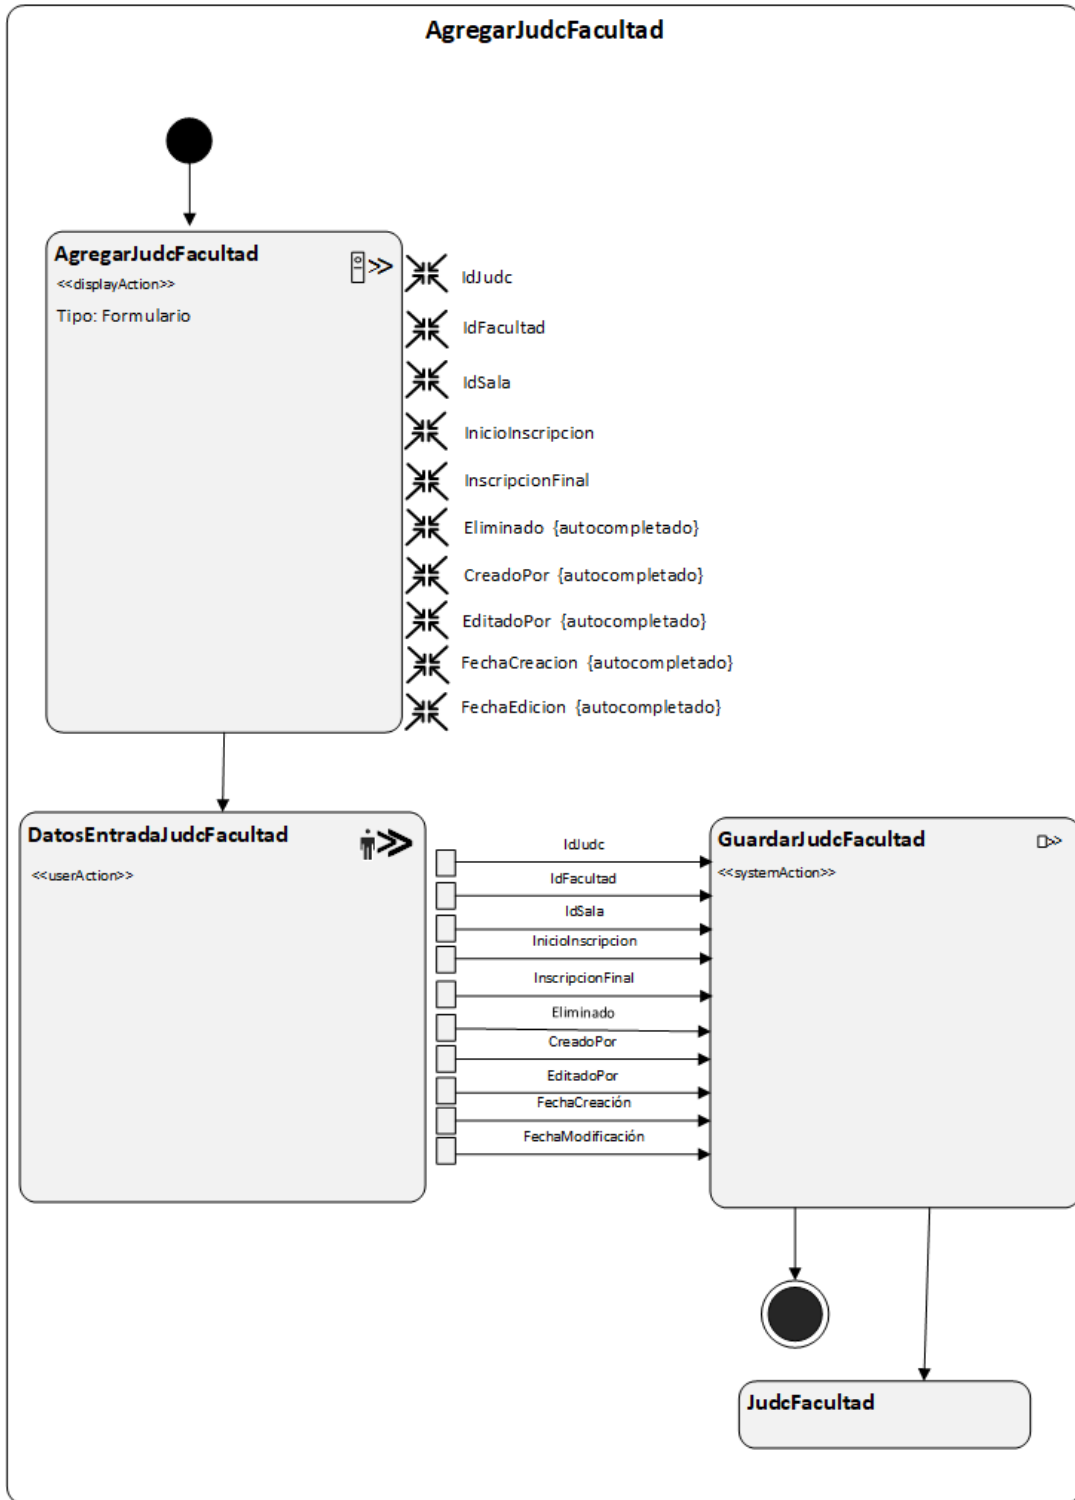 AgregarJudcFacultad
AgregarJudcFacultad
<<displayAction>>
Tipo: Formulario
IdJudc
IdFacultad
IdSala
InicioInscripcion
InscripcionFinal
Eliminado {autocompletado}
CreadoPor {autocompletado}
EditadoPor {autocompletado}
FechaCreacion {autocompletado}
FechaEdicion {autocompletado}
DatosEntradaJudcFacultad
<<userAction>>
IdJudc
IdFacultad
IdSala
InicioInscripcion
InscripcionFinal
Eliminado
CreadoPor
EditadoPor
FechaCreación
FechaModificación
GuardarJudcFacultad
<<systemAction>>
JudcFacultad